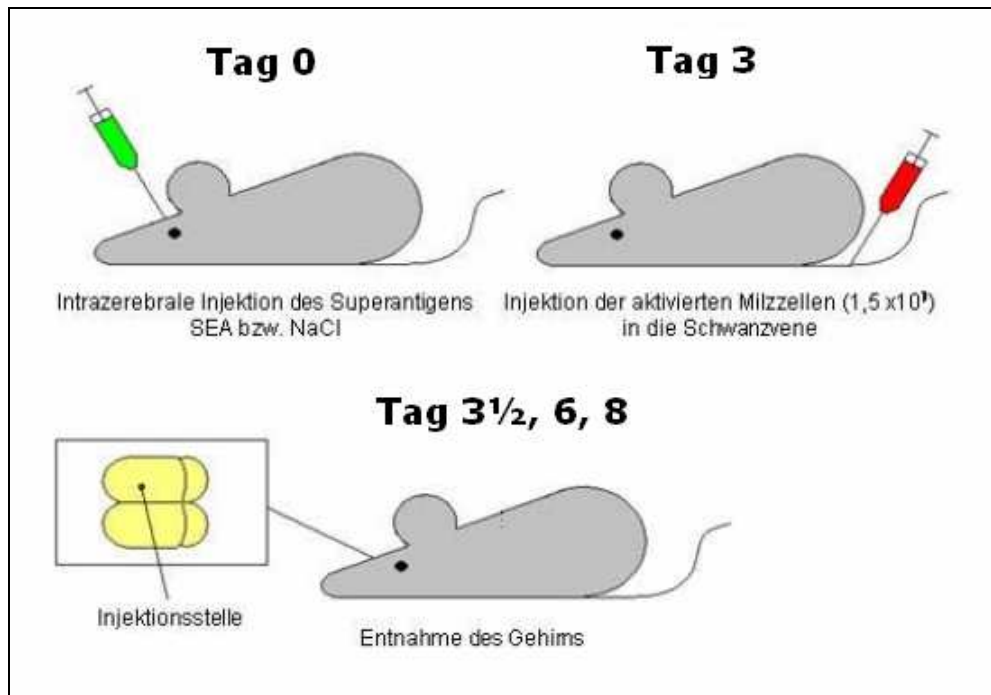 Tag 0
Tag 3
Intrazerebrale Injektion des Superantigens
SEA bzw. NaCl
Injektion der aktivierten Milzzellen (1,5 x10⁷)
in die Schwanzvene
Tag 3½, 6, 8
Injektionsstelle
Entnahme des Gehirns